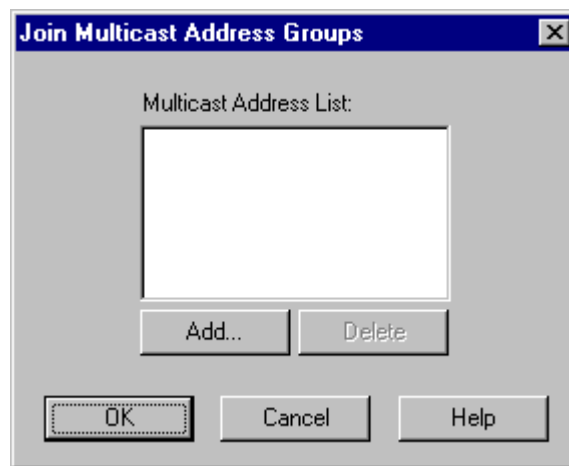 Join Multicast Address Groups
Multicast Address List:
Add...
Delete
OK
Cancel
Help